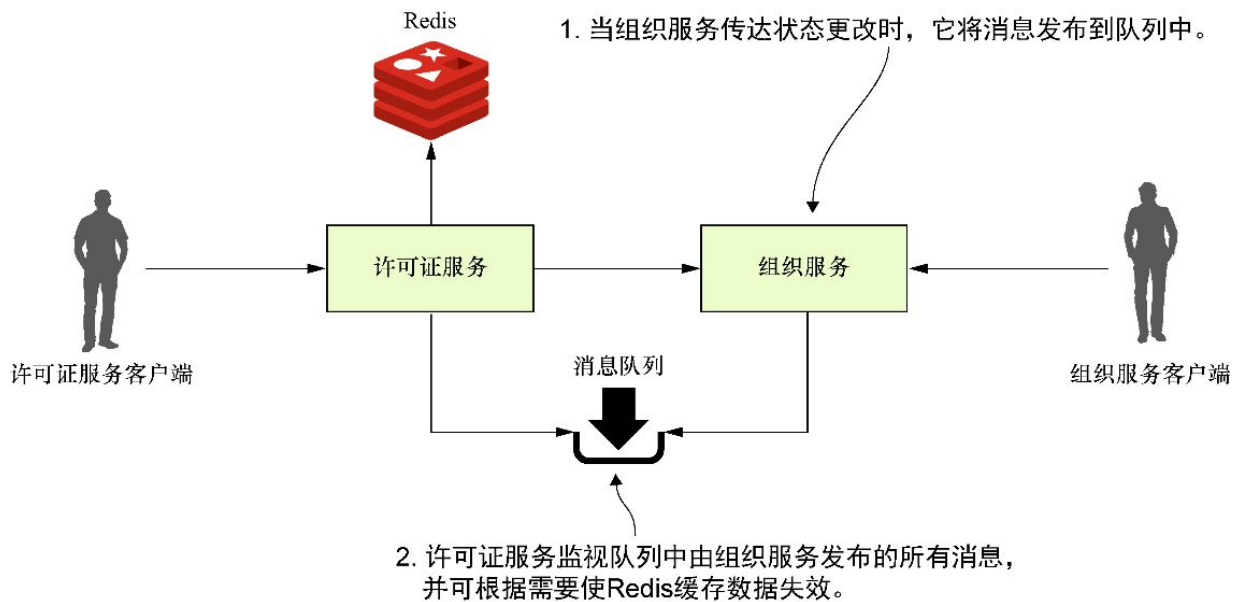 Redis
1. 当组织服务传达状态更改时，它将消息发布到队列中。
许可证服务
组织服务
许可证服务客户端
消息队列
组织服务客户端
2. 许可证服务监视队列中由组织服务发布的所有消息，
并可根据需要使Redis缓存数据失效。